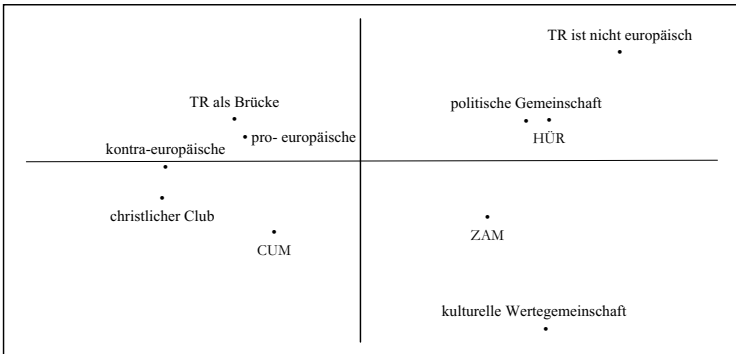 TR ist nicht europäisch
TR als Brücke
politische Gemeinschaft
pro- europäische
HÜR
kontra-europäische
christlicher Club
CUM
ZAM
kulturelle Wertegemeinschaft